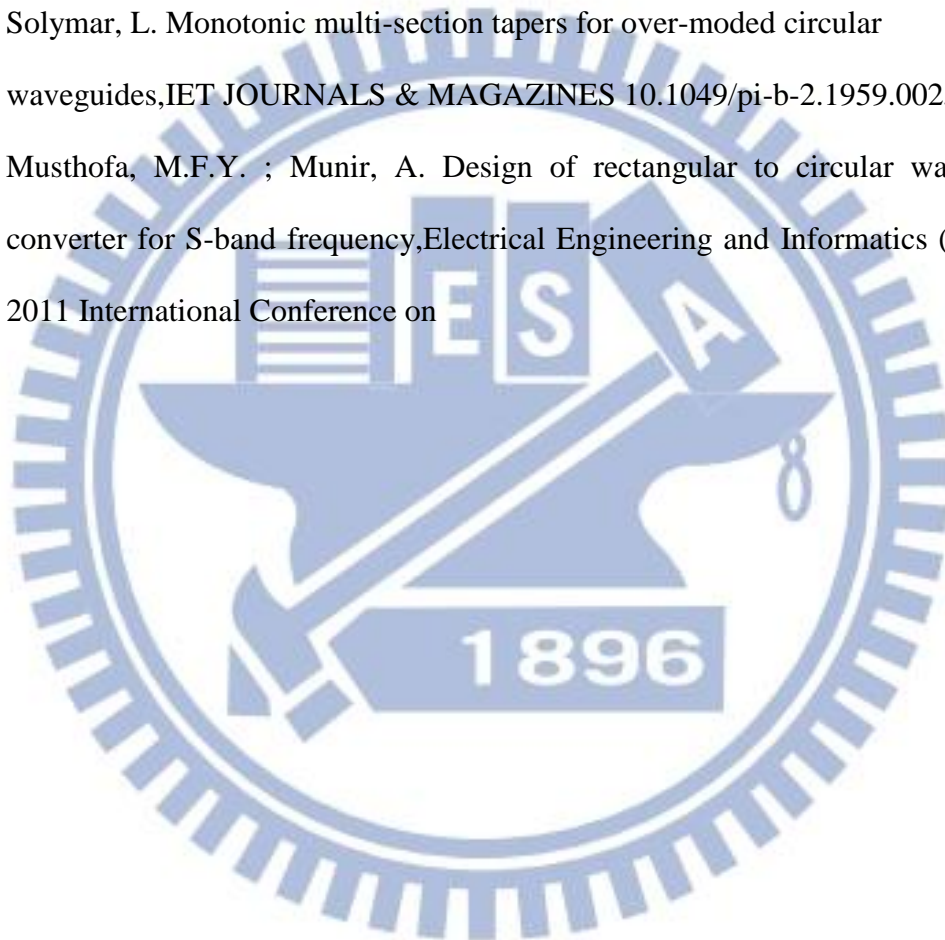 Solymar, L. Monotonic multi-section tapers for over-moded circular
waveguides,IET JOURNALS & MAGAZINES 10.1049/pi-b-2.1959.002
Musthofa, M.F.Y. ; Munir, A. Design of rectangular to circular wa
converter for S-band frequency,Electrical Engineering and Informatics (
2011 International Conference on
E S A
1896